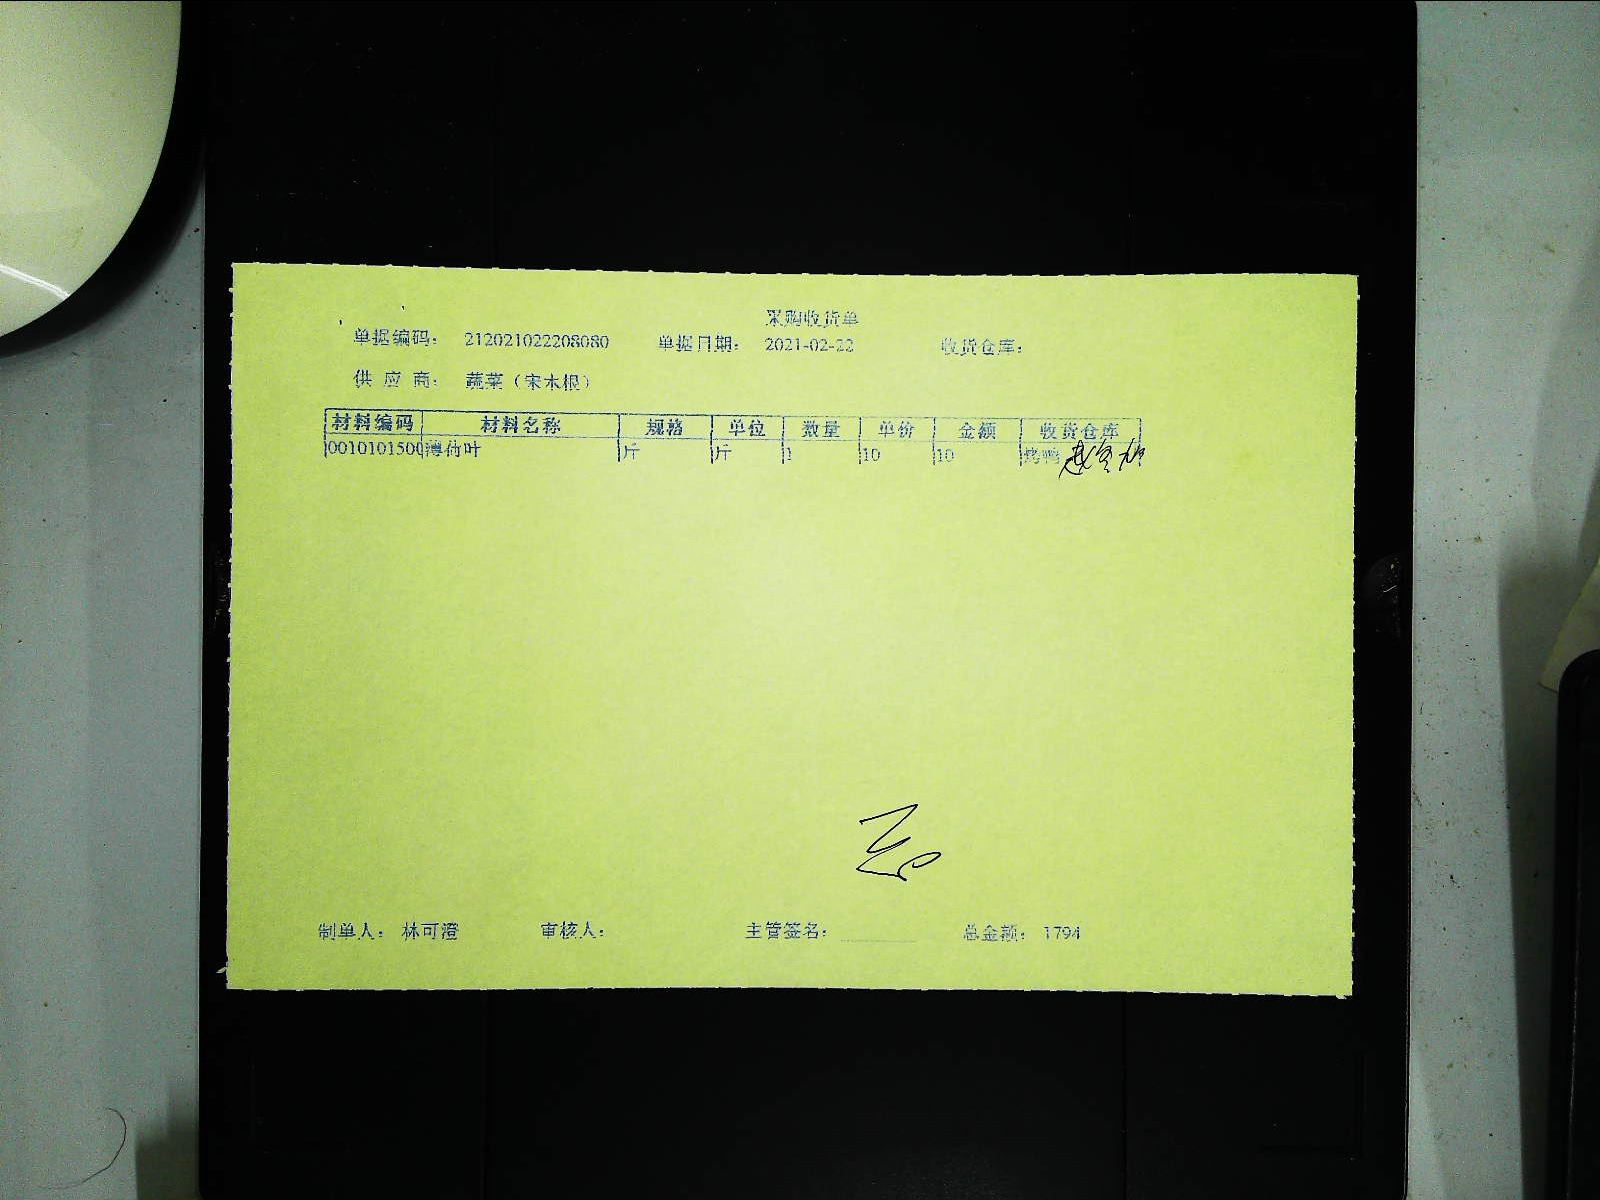 采购收货单
单据编码： 212021022208080 单据日期： 2021-02-22 收货仓库：
供 应 商： 蔬菜（宋木根）
材料编码 材料名称 规格 单位 数量 单价 金额 收货仓库
0010101500 薄荷叶 斤 斤 1 10 10 烤鸭
制单人： 林可澄 审核人： 主管签名： 总金额： 1794